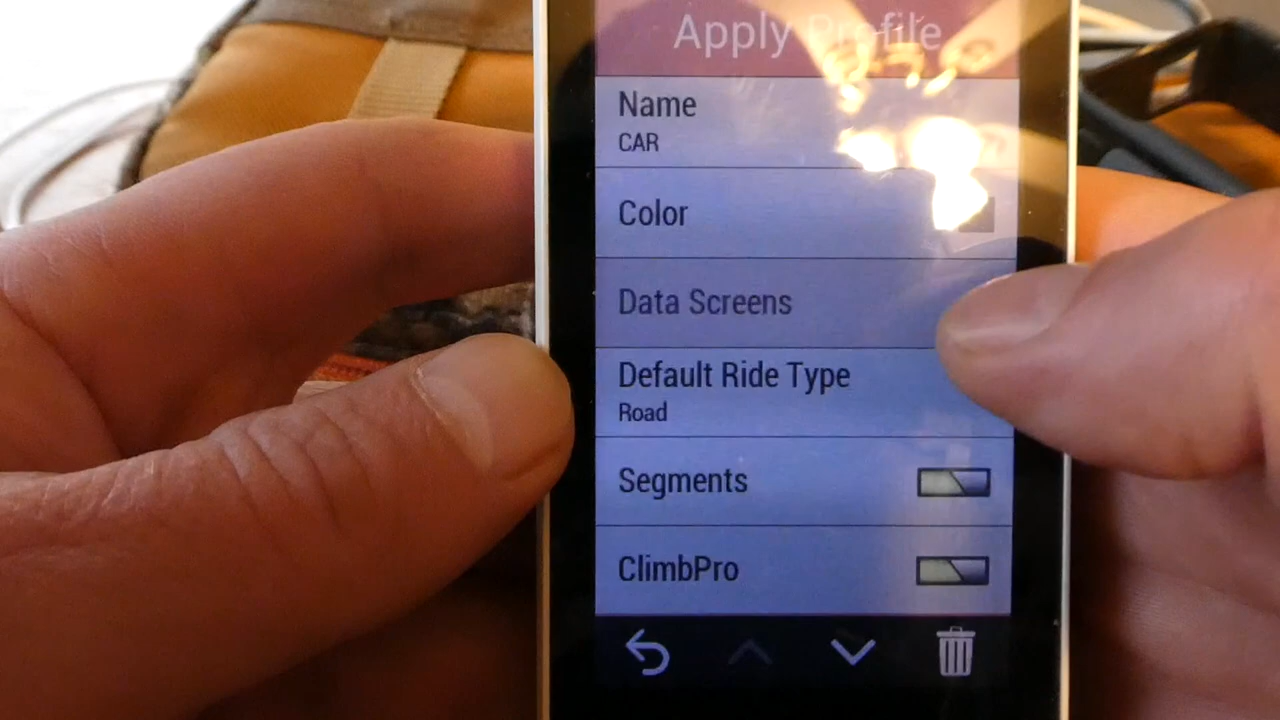 Apply Profile
Name
CAR
Color
Data Screens
Default Ride Type
Road
Segments
ClimbPro